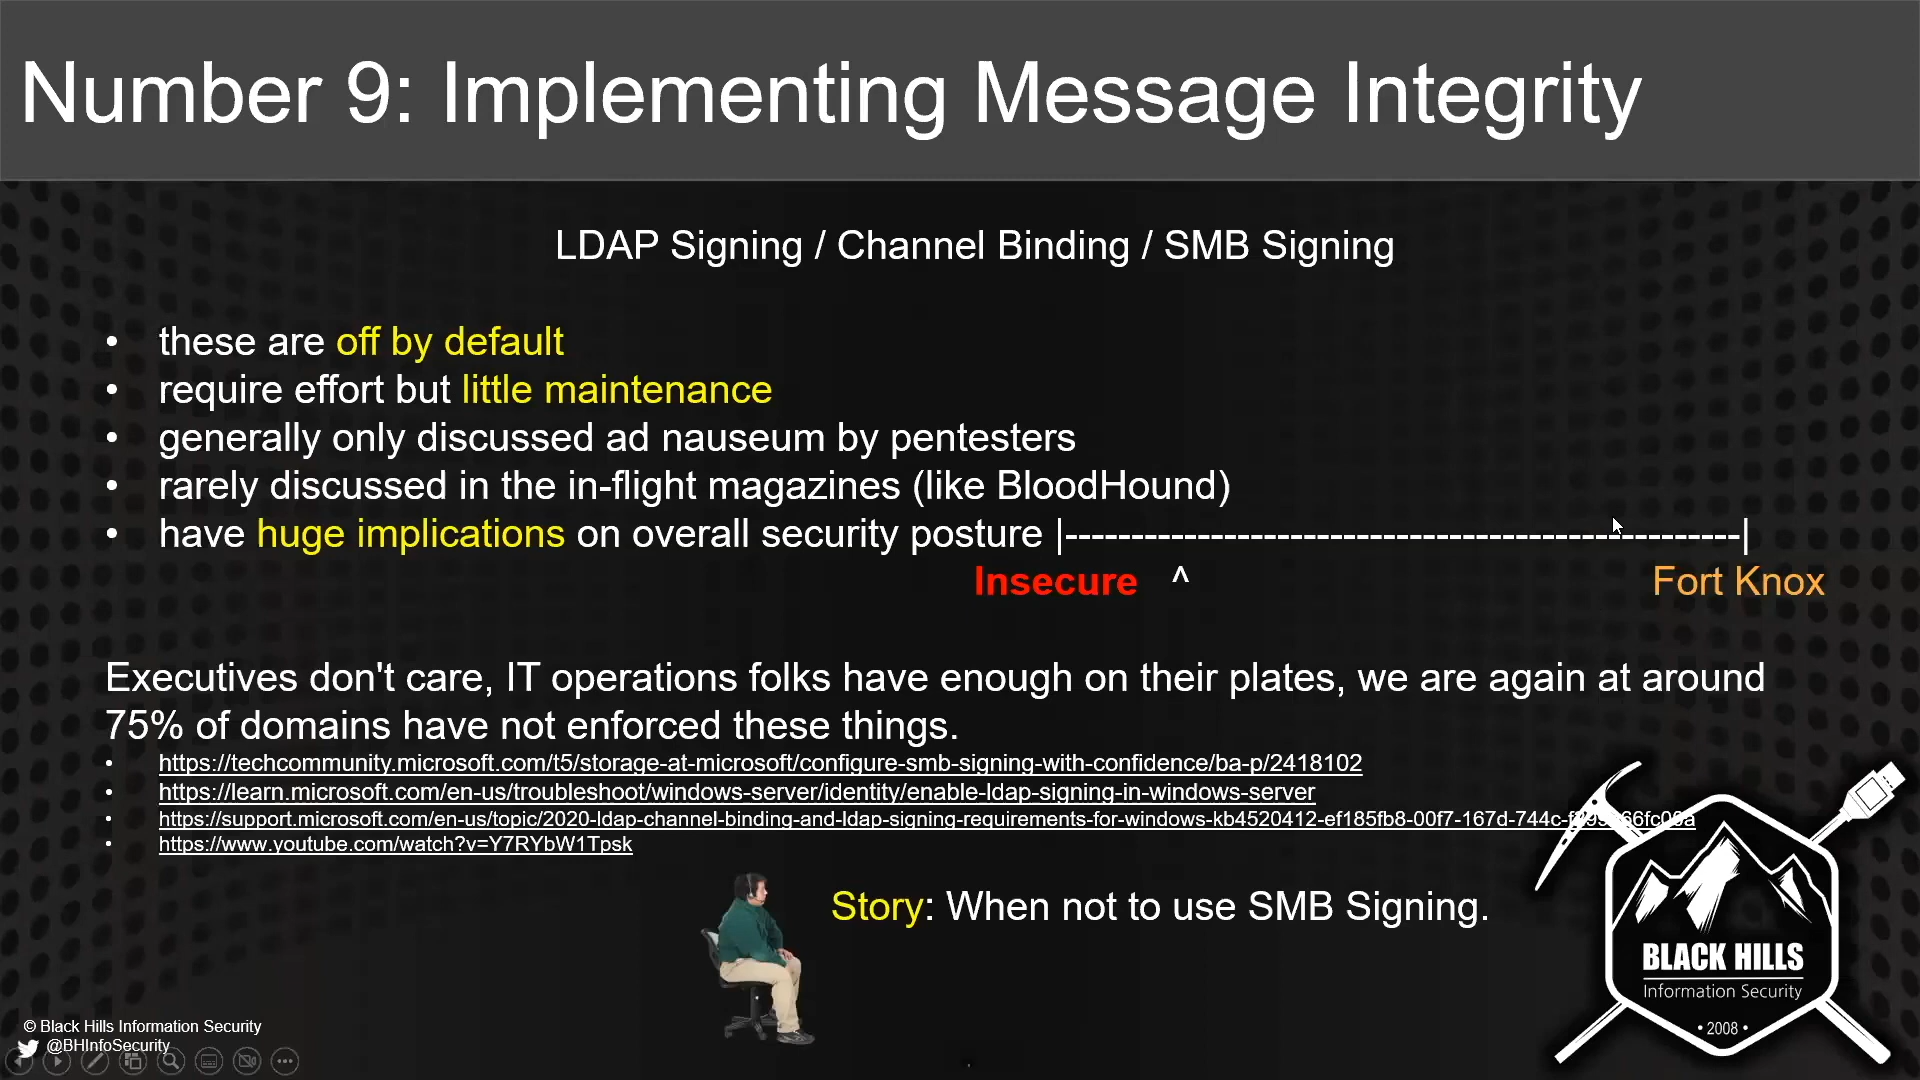 Number 9: Implementing Message Integrity
LDAP Signing / Channel Binding / SMB Signing
• these are off by default
• require effort but little maintenance
• generally only discussed ad nauseum by pentesters
• rarely discussed in the in-flight magazines (like BloodHound)
• have huge implications on overall security posture |---------------------------------------------------|
Insecure ^ Fort Knox
Executives don't care, IT operations folks have enough on their plates, we are again at around
75% of domains have not enforced these things.
• https://techcommunity.microsoft.com/t5/storage-at-microsoft/configure-smb-signing-with-confidence/ba-p/2418102
• https://learn.microsoft.com/en-us/troubleshoot/windows-server/identity/enable-ldap-signing-in-windows-server
• https://support.microsoft.com/en-us/topic/2020-ldap-channel-binding-and-ldap-signing-requirements-for-windows-kb4520412-ef185fb8-00f7-167d-744c-
• https://www.youtube.com/watch?v=Y7RYbW1Tpsk
Story: When not to use SMB Signing.
BLACK HILLS
Information Security
• 2008 •
© Black Hills Information Security
@BHInfoSecurity